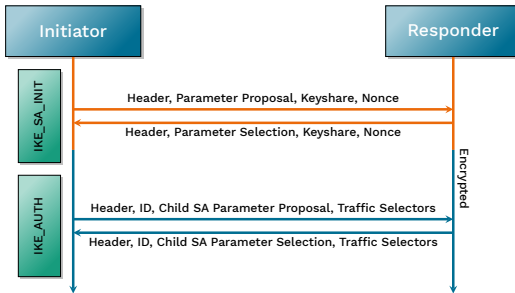 Initiator
Responder
IKE_SA_INIT
Header, Parameter Proposal, Keyshare, Nonce
Header, Parameter Selection, Keyshare, Nonce
Encrypted
IKE_AUTH
Header, ID, Child SA Parameter Proposal, Traffic Selectors
Header, ID, Child SA Parameter Selection, Traffic Selectors